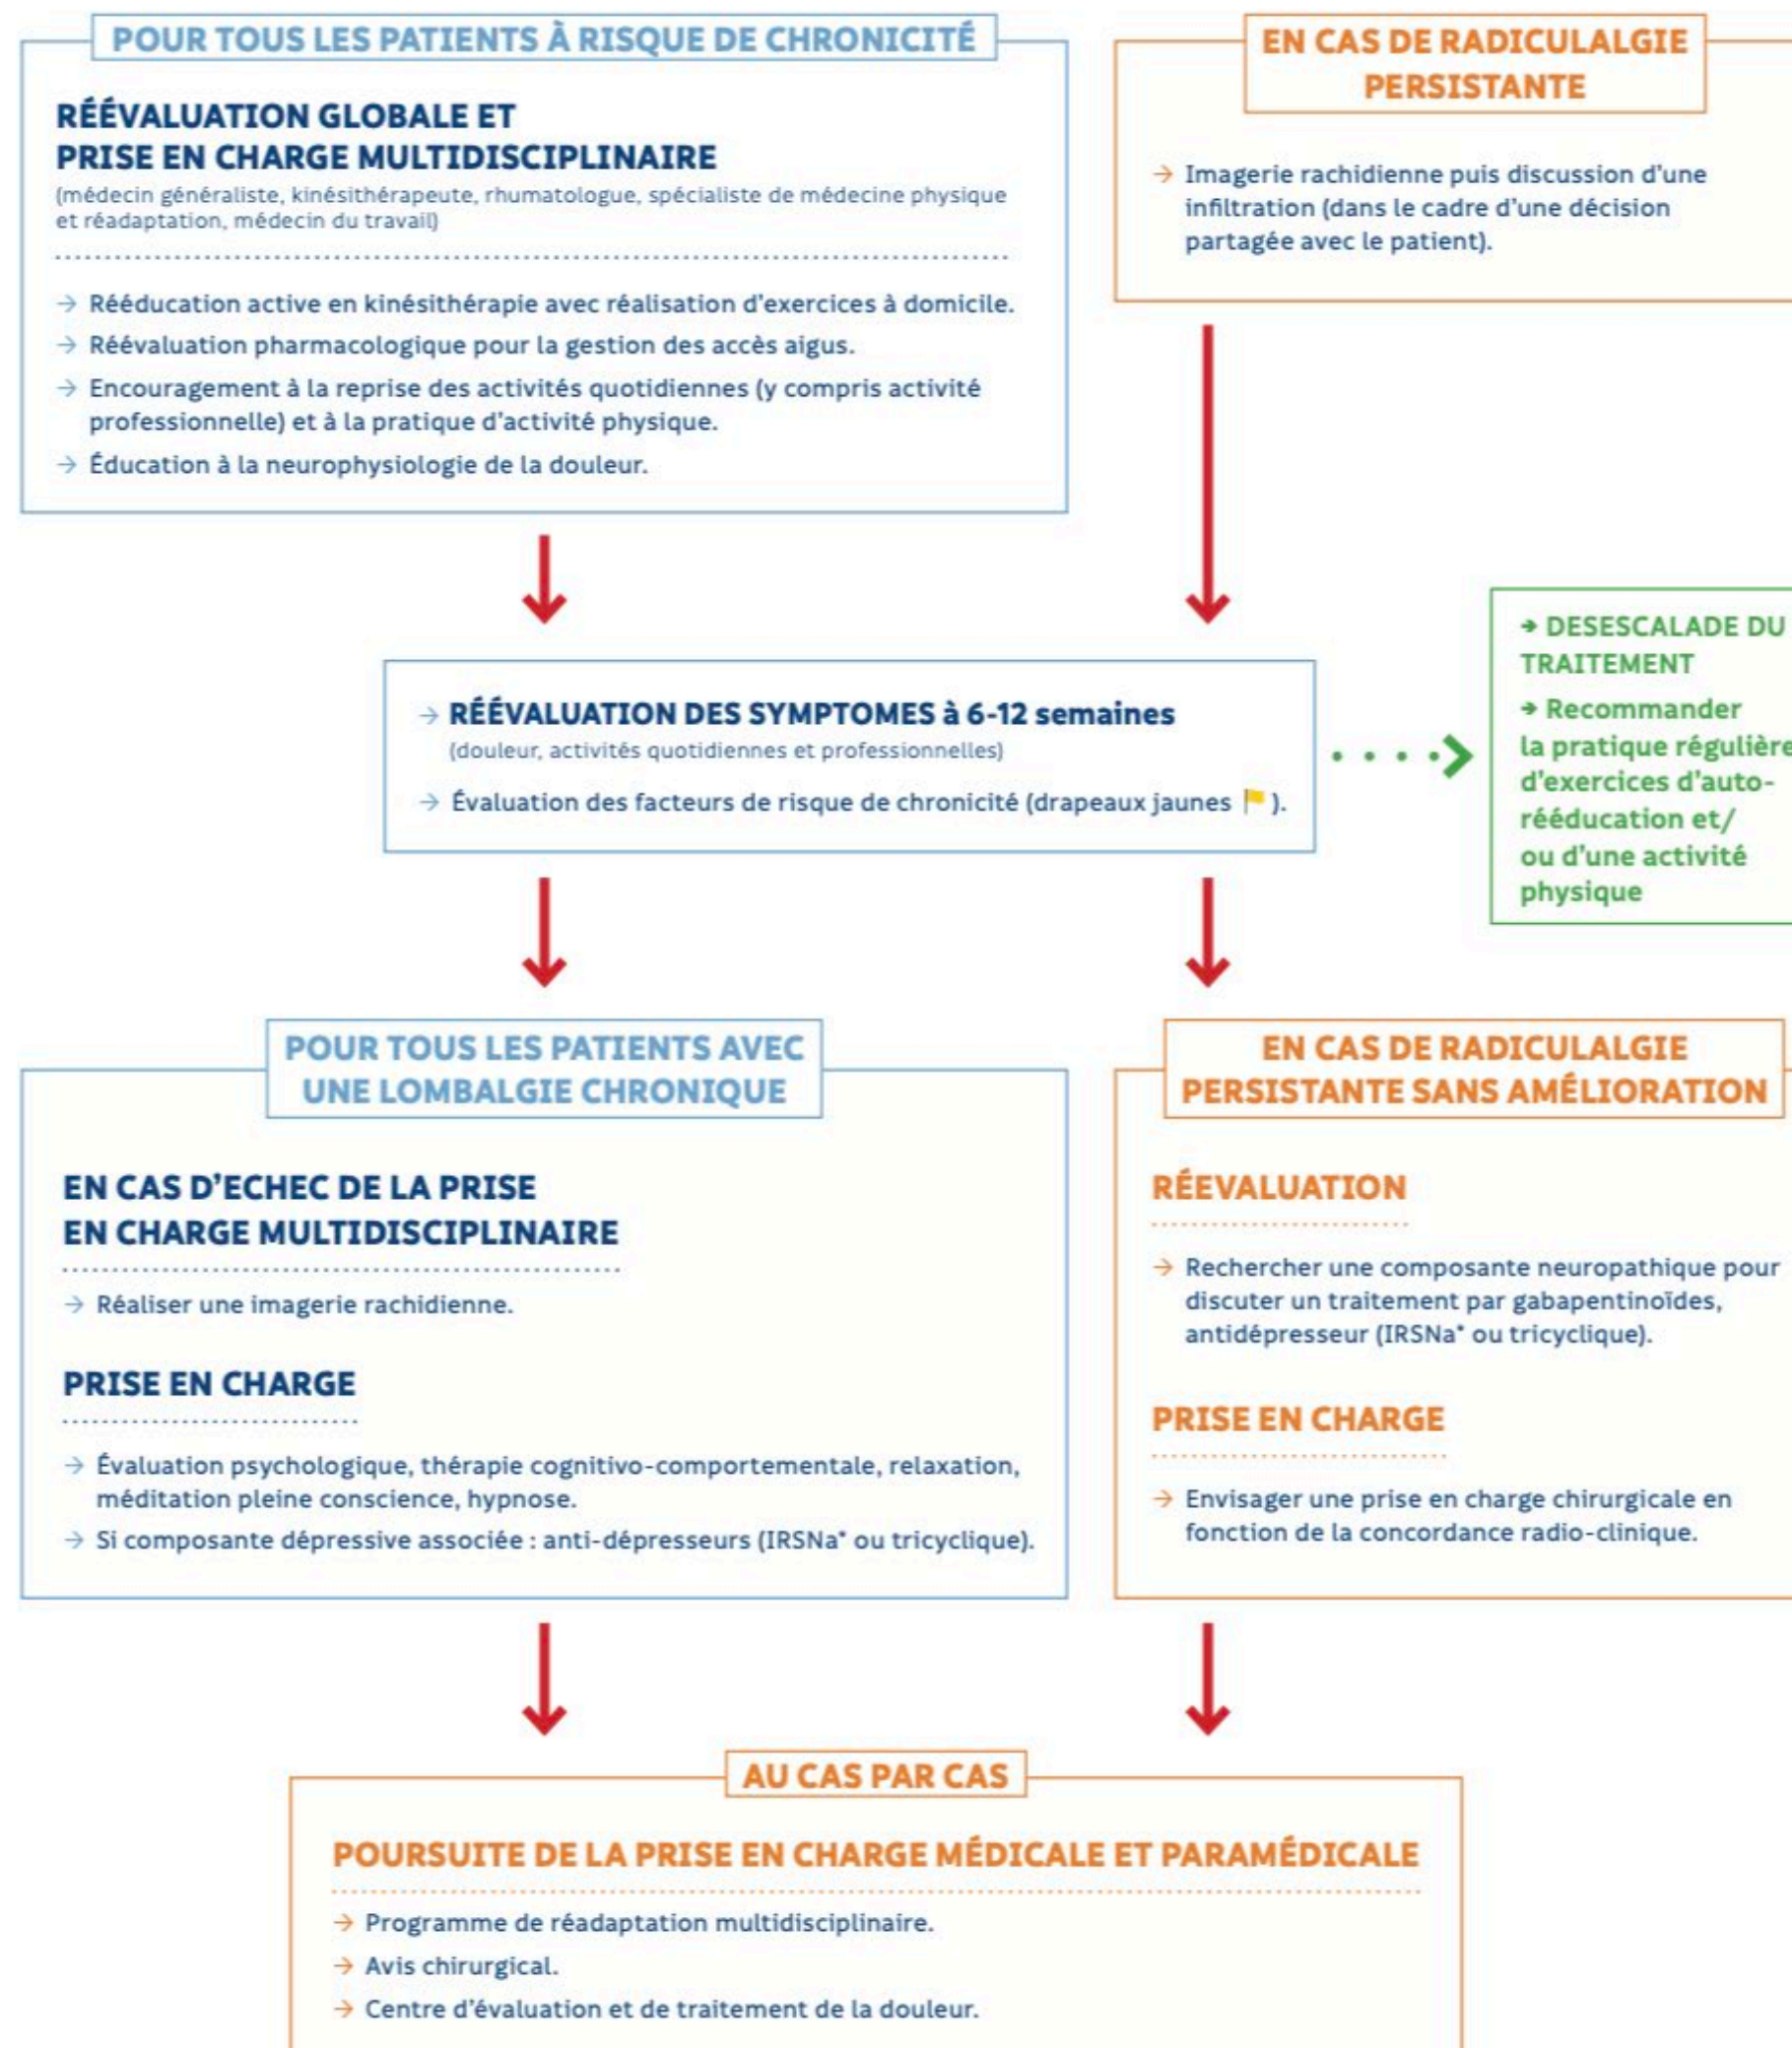 POUR TOUS LES PATIENTS À RISQUE DE CHRONICITÉ
RÉÉVALUATION GLOBALE ET
PRISE EN CHARGE MULTIDISCIPLINAIRE
(médecin généraliste, kinésithérapeute, rhumatologue, spécialiste de médecine physique
et réadaptation, médecin du travail)
→ Rééducation active en kinésithérapie avec réalisation d'exercices à domicile.
→ Réévaluation pharmacologique pour la gestion des accès aigus.
→ Encouragement à la reprise des activités quotidiennes (y compris activité
professionnelle) et à la pratique d'activité physique.
→ Éducation à la neurophysiologie de la douleur.
EN CAS DE RADICULALGIE
PERSISTANTE
→ Imagerie rachidienne puis discussion d'une
infiltration (dans le cadre d'une décision
partagée avec le patient).
→ RÉÉVALUATION DES SYMPTOMES à 6-12 semaines
(douleur, activités quotidiennes et professionnelles)
→ Évaluation des facteurs de risque de chronicité (drapeaux jaunes ).
→ DESESCALADE DU
TRAITEMENT
→ Recommander
la pratique régulière
d'exercices d'auto-
rééducation et/
ou d'une activité
physique
POUR TOUS LES PATIENTS AVEC
UNE LOMBALGIE CHRONIQUE
EN CAS D'ECHEC DE LA PRISE
EN CHARGE MULTIDISCIPLINAIRE
→ Réaliser une imagerie rachidienne.
PRISE EN CHARGE
→ Évaluation psychologique, thérapie cognitivo-comportementale, relaxation,
méditation pleine conscience, hypnose.
→ Si composante dépressive associée : anti-dépresseurs (IRSNa* ou tricyclique).
EN CAS DE RADICULALGIE
PERSISTANTE SANS AMÉLIORATION
RÉEVALUATION
→ Rechercher une composante neuropathique pour
discuter un traitement par gabapentinoïdes,
antidépresseur (IRSNa* ou tricyclique).
PRISE EN CHARGE
→ Envisager une prise en charge chirurgicale en
fonction de la concordance radio-clinique.
AU CAS PAR CAS
POURSUITE DE LA PRISE EN CHARGE MÉDICALE ET PARAMÉDICALE
→ Programme de réadaptation multidisciplinaire.
→ Avis chirurgical.
→ Centre d'évaluation et de traitement de la douleur.